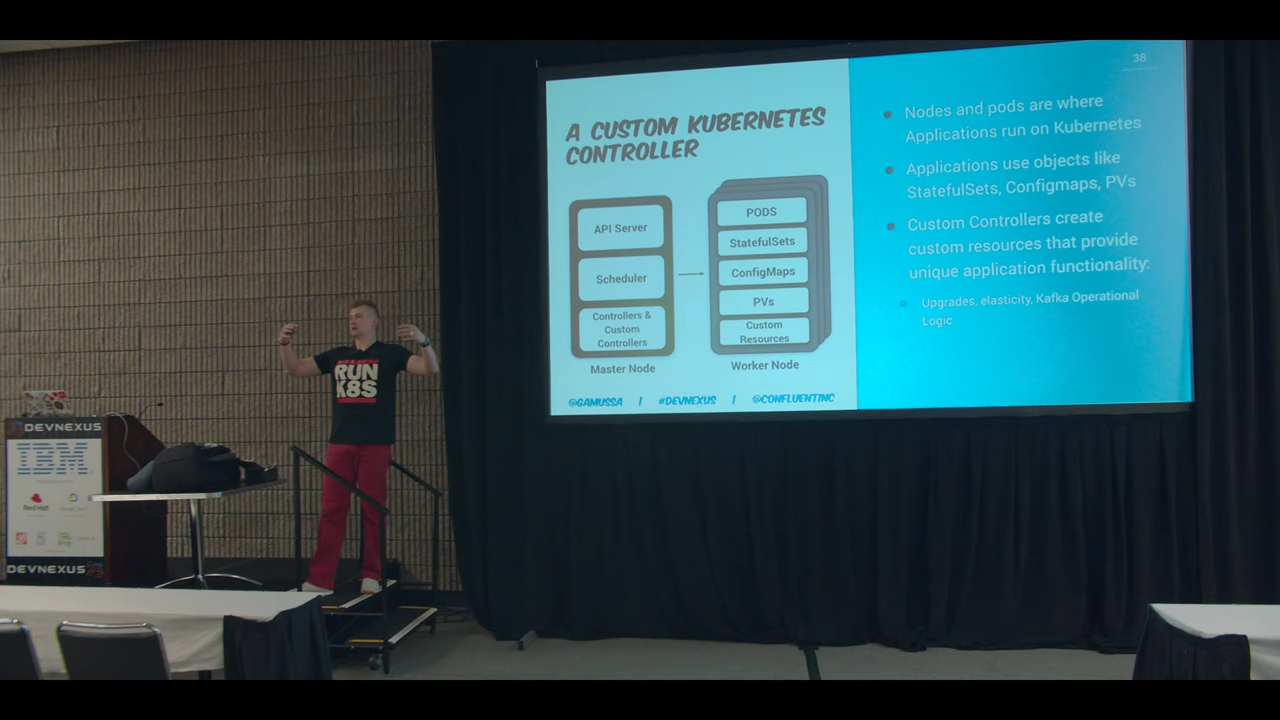 38
A CUSTOM KUBERNETES
CONTROLLER
API Server
Scheduler
Controllers &
Custom
Controllers
Master Node
PODS
StatefulSets
ConfigMaps
PVs
Custom
Resources
Worker Node
@GAMUSSA | #DEVNEXUS | @CONFLUENTINC
Nodes and pods are where
Applications run on Kubernetes
Applications use objects like
StatefulSets, Configmaps, PVs
Custom Controllers create
custom resources that provide
unique application functionality:
Upgrades, elasticity, Kafka Operational
Logic
RUN
K8S
DEVNEXUS
IBM
Red Hat
Google Cloud
DEVNEXUS